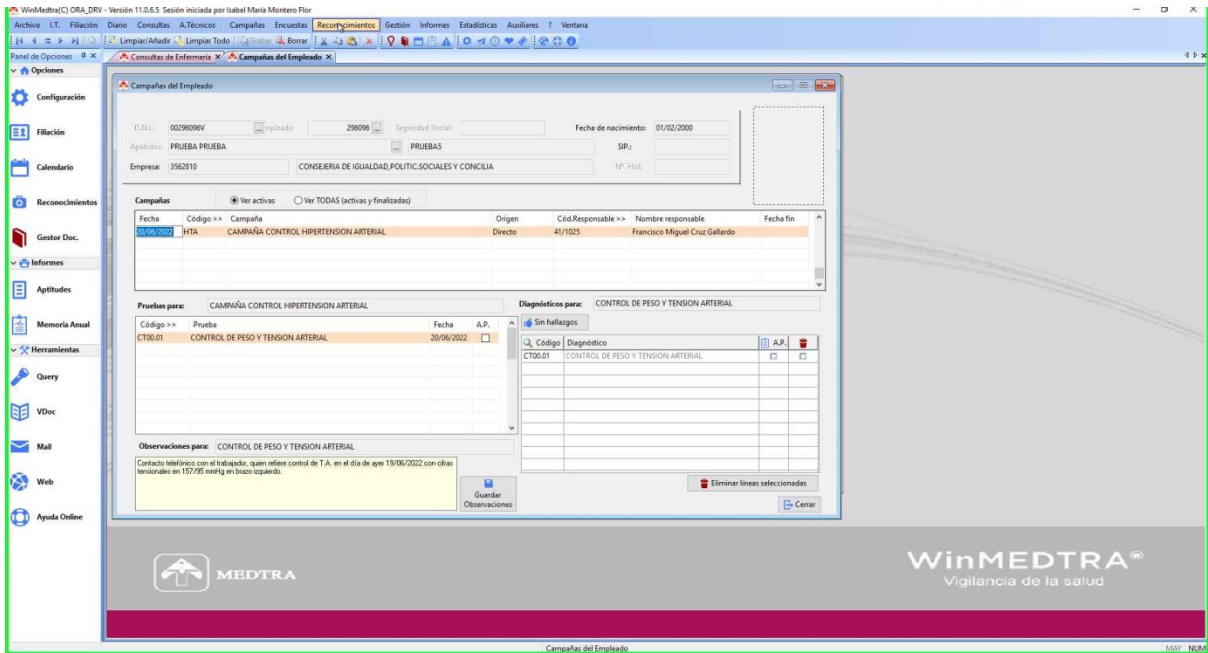 WinMedtra(C) ORA_DRV - Versión 11.0.6.5 Sesión iniciada por Isabel María Montero Flor
Archivo I.T. Filiación Diario Consultas A.Técnicos Campañas Encuestas Reconocimientos Gestión Informes Estadísticas Auxiliares ? Ventana
Limpiar/Añadir Limpiar Todo Grabar Borrar
Panel de Opciones
Consultas de Enfermería Campañas del Empleado
Opciones
Configuración
Filiación
Calendario
Reconocimientos
Gestor Doc.
Informes
Aptitudes
Memoria Anual
Herramientas
Query
VDoc
Mail
Web
Ayuda Online
Campañas del Empleado
D.N.I.: 00296096V mpleado: 296096 ... Seguridad Social: Fecha de nacimiento: 01/02/2000
Apellidos: PRUEBA PRUEBA ... PRUEBAS SIP.:
Empresa: 3562810 CONSEJERIA DE IGUALDAD,POLITIC.SOCIALES Y CONCILIA Nº. Hist:
Campañas Ver activas Ver TODAS (activas y finalizadas)
Fecha Código >> Campaña Origen Cód.Responsable >> Nombre responsable Fecha fin
20/06/2022 HTA CAMPAÑA CONTROL HIPERTENSION ARTERIAL Directo 41/1025 Francisco Miguel Cruz Gallardo
Pruebas para: CAMPAÑA CONTROL HIPERTENSION ARTERIAL
Código >> Prueba Fecha A.P.
CT00.01 CONTROL DE PESO Y TENSION ARTERIAL 20/06/2022
Diagnósticos para: CONTROL DE PESO Y TENSION ARTERIAL
Sin hallazgos
Código Diagnóstico A.P.
CT00.01 CONTROL DE PESO Y TENSION ARTERIAL
Observaciones para: CONTROL DE PESO Y TENSION ARTERIAL
Contacto telefónico con el trabajador, quien refiere control de T.A. en el día de ayer 19/06/2022 con cifras
tensionales en 157/95 mmHg en brazo izquierdo.
Guardar
Observaciones
Eliminar líneas seleccionadas
Cerrar
MEDTRA
WinMEDTRA®
Vigilancia de la salud
Campañas del Empleado
MAY NUM